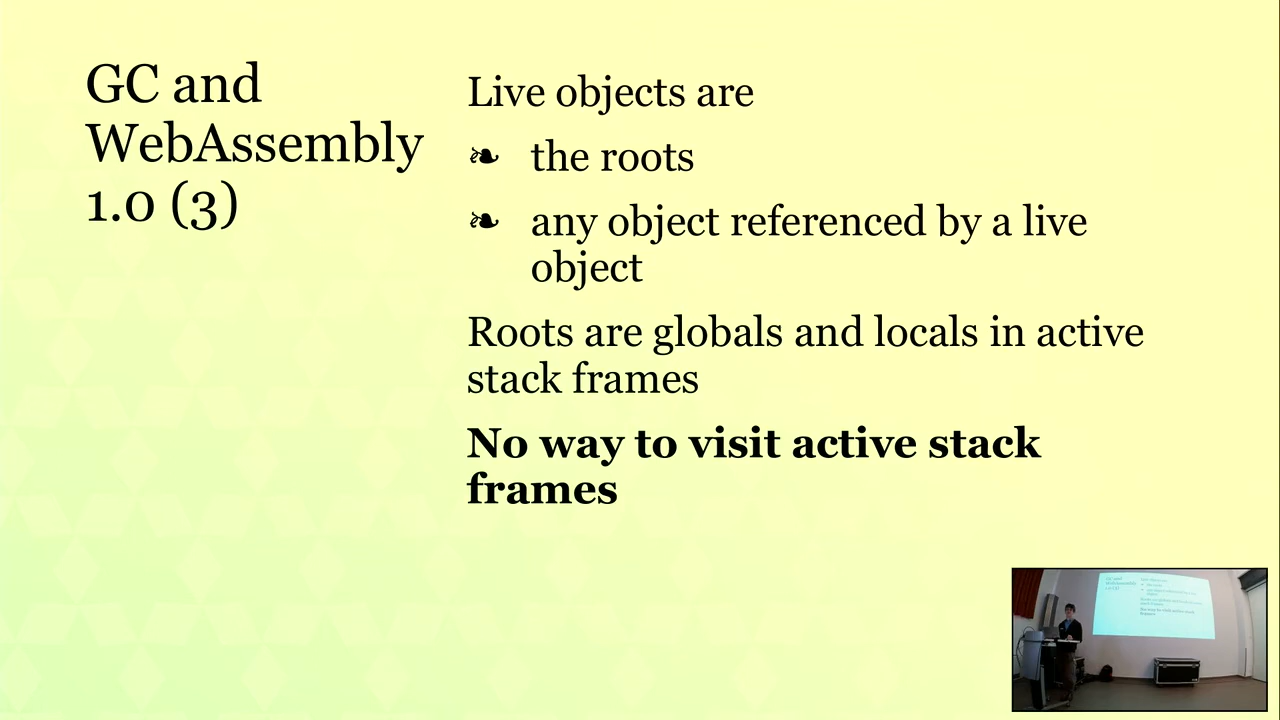 GC and
WebAssembly
1.0 (3)
Live objects are
❧ the roots
❧ any object referenced by a live
object
Roots are globals and locals in active
stack frames
No way to visit active stack
frames